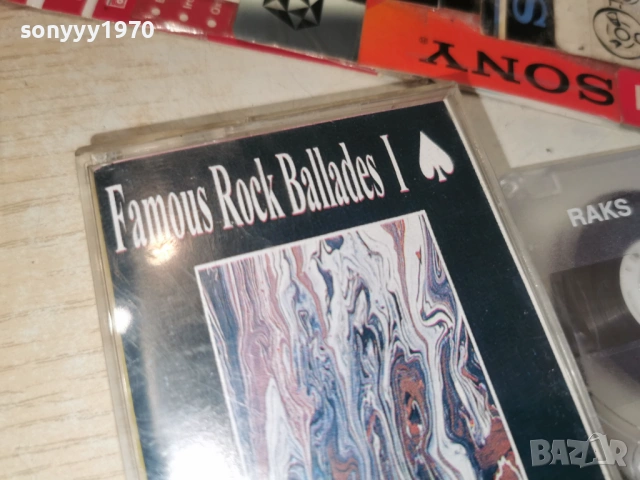 sonyyy1970
SONY
Famous Rock Ballades I
RAKS
BAZAR